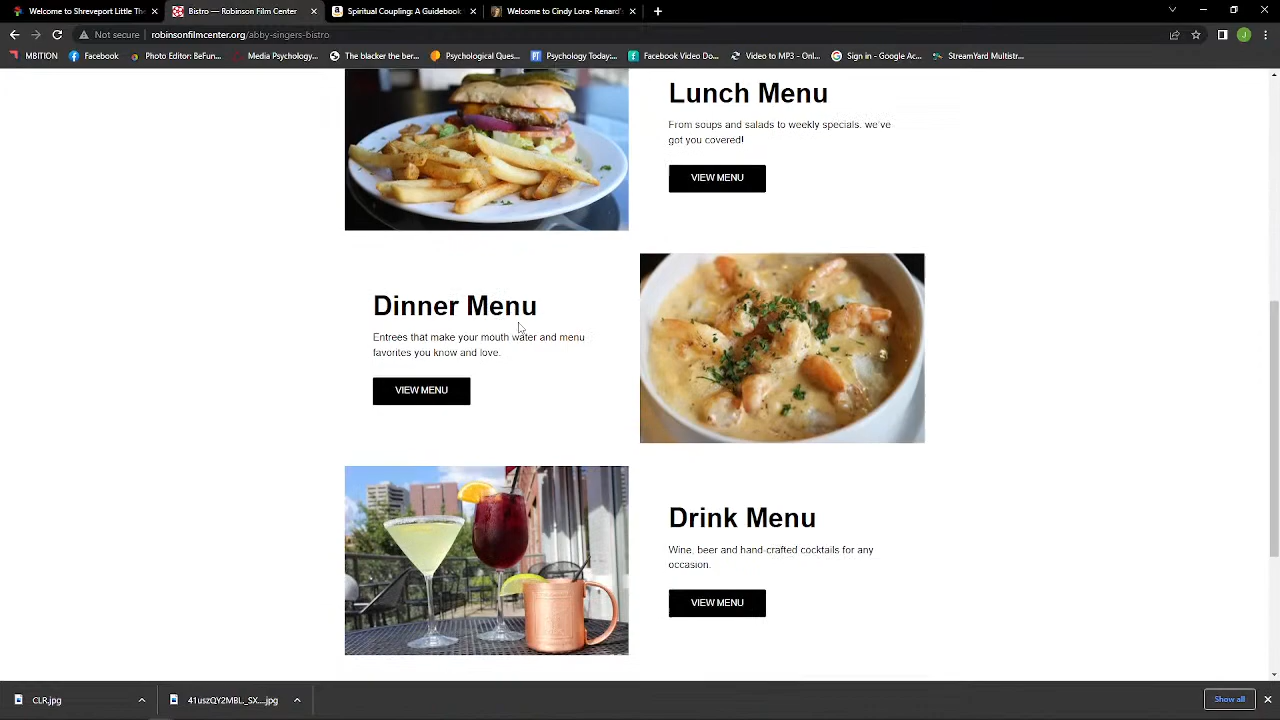 Welcome to Shreveport Little The
Bistro — Robinson Film Center
Spiritual Coupling: A Guidebook
Welcome to Cindy Lora- Renard's
Not secure
robinsonfilmcenter.org/abby-singers-bistro
J
MBITION
Facebook
Photo Editor: BeFun...
Media Psychology...
The blacker the ber...
Psychological Ques...
Psychology Today:...
Facebook Video Do...
Video to MP3 - Onl...
Sign in - Google Ac...
StreamYard Multistr...
Lunch Menu
From soups and salads to weekly specials, we've
got you covered!
VIEW MENU
Dinner Menu
Entrees that make your mouth water and menu
favorites you know and love.
VIEW MENU
Drink Menu
Wine, beer and hand-crafted cocktails for any
occasion.
VIEW MENU
CLR.jpg
41uszQY2MBL._SX....jpg
Show all